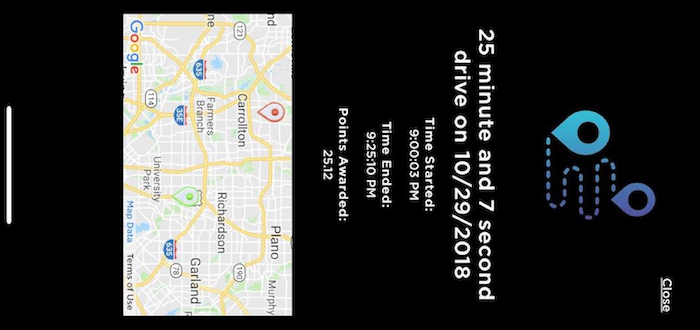 Close
25 minute and 7 second
drive on 10/29/2018
Time Started:
9:00:03 PM
Time Ended:
9:25:10 PM
Points Awarded:
25.12
121
Plano
Murphy
Carrollton
190
Richardson
635
Farmers
Branch
Garland
35E
635
78
114
University
Park
Google
Map Data
Terms of Use